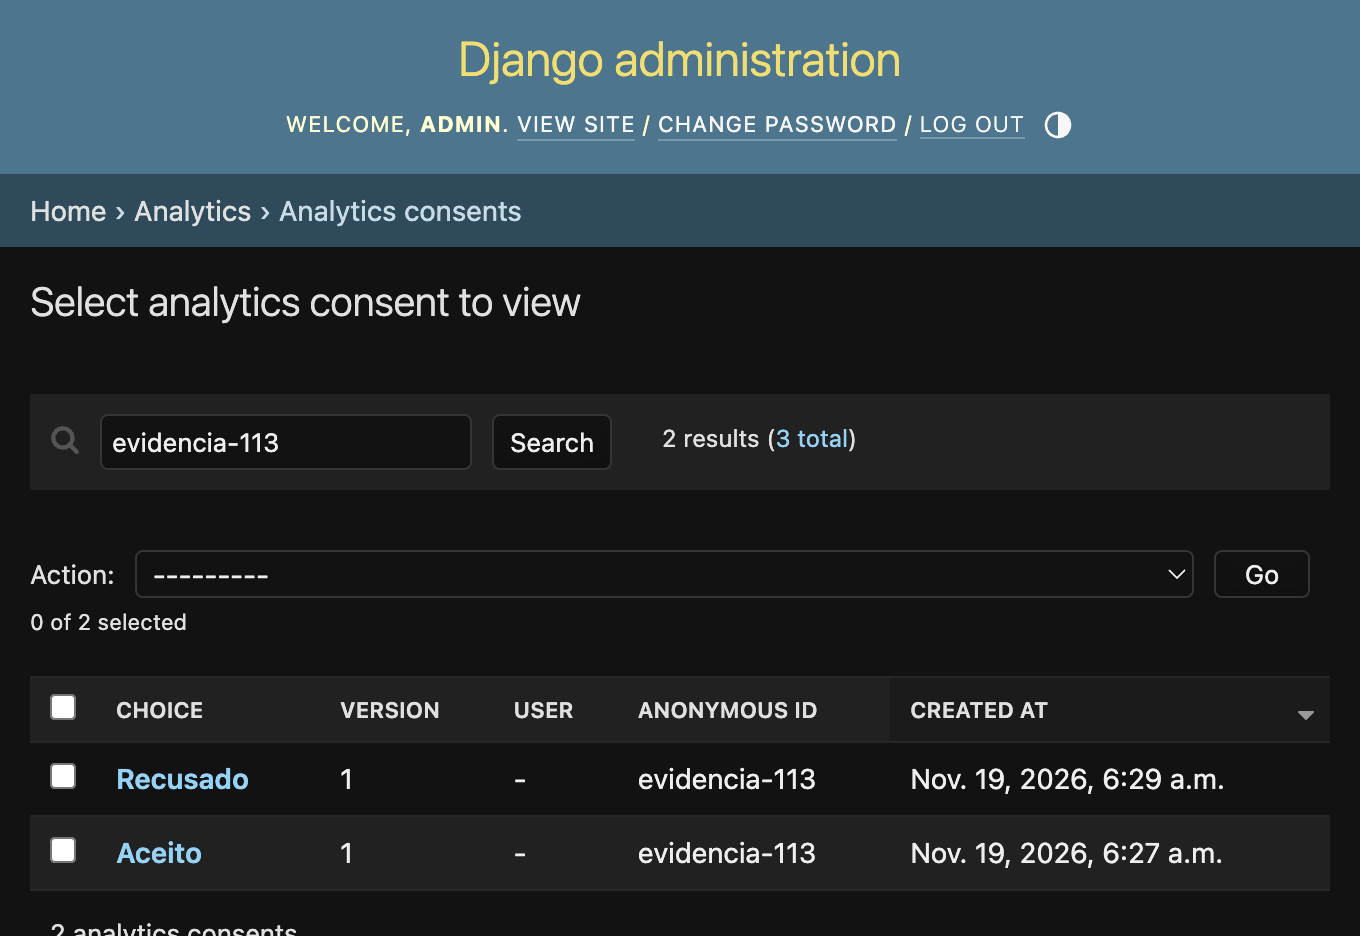 Django administration
WELCOME, ADMIN. VIEW SITE / CHANGE PASSWORD / LOG OUT
Home › Analytics › Analytics consents
Select analytics consent to view
evidencia-113 Search 2 results (3 total)
Action: --------- Go
0 of 2 selected
CHOICE VERSION USER ANONYMOUS ID CREATED AT
Recusado 1 - evidencia-113 Nov. 19, 2026, 6:29 a.m.
Aceito 1 - evidencia-113 Nov. 19, 2026, 6:27 a.m.
2 analytics consents